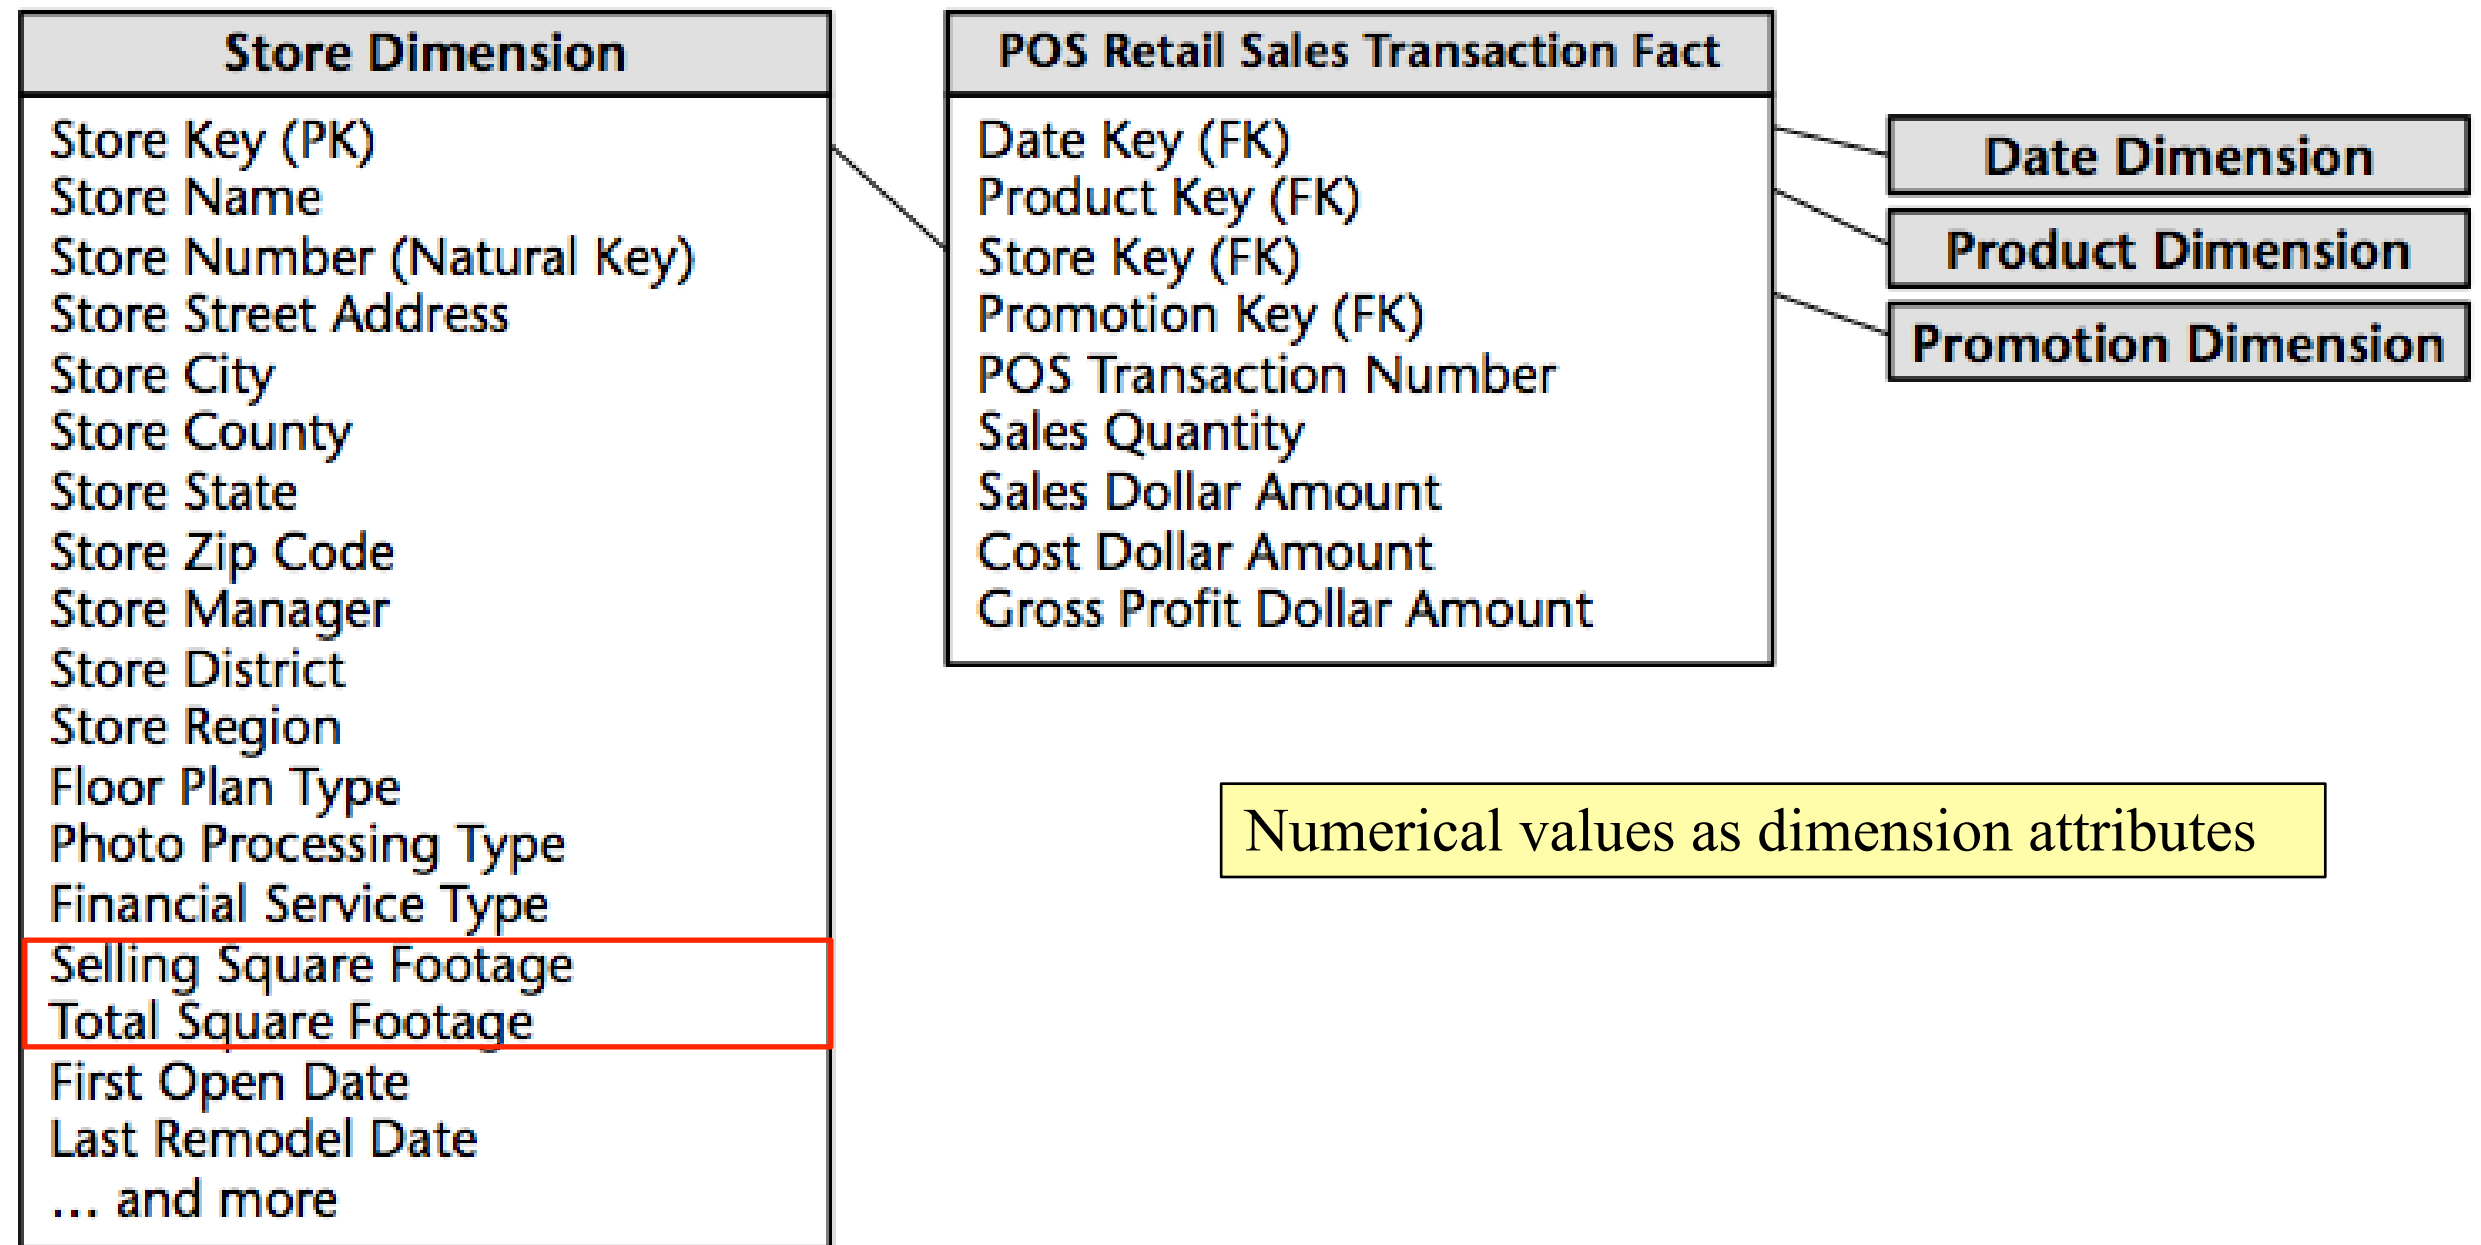 Store Dimension
Store Key (PK)
Store Name
Store Number (Natural Key)
Store Street Address
Store City
Store County
Store State
Store Zip Code
Store Manager
Store District
Store Region
Floor Plan Type
Photo Processing Type
Financial Service Type
Selling Square Footage
Total Square Footage
First Open Date
Last Remodel Date
... and more
POS Retail Sales Transaction Fact
Date Key (FK)
Product Key (FK)
Store Key (FK)
Promotion Key (FK)
POS Transaction Number
Sales Quantity
Sales Dollar Amount
Cost Dollar Amount
Gross Profit Dollar Amount
Date Dimension
Product Dimension
Promotion Dimension
Numerical values as dimension attributes